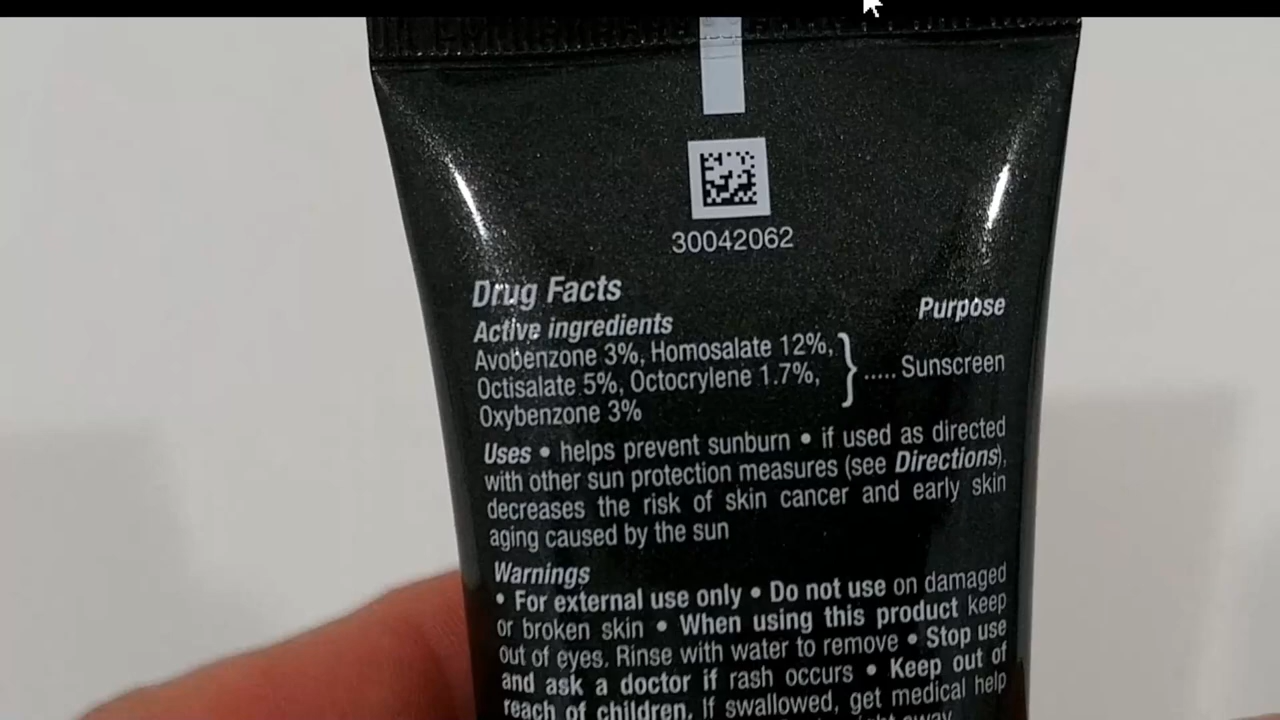 30042062
Drug Facts
Active ingredients Purpose
Avobenzone 3%, Homosalate 12%,
Octisalate 5%, Octocrylene 1.7%, } ..... Sunscreen
Oxybenzone 3%
Uses • helps prevent sunburn • if used as directed
with other sun protection measures (see Directions),
decreases the risk of skin cancer and early skin
aging caused by the sun
Warnings
• For external use only • Do not use on damaged
or broken skin • When using this product keep
out of eyes. Rinse with water to remove • Stop use
and ask a doctor if rash occurs • Keep out of
reach of children. If swallowed, get medical help
right away